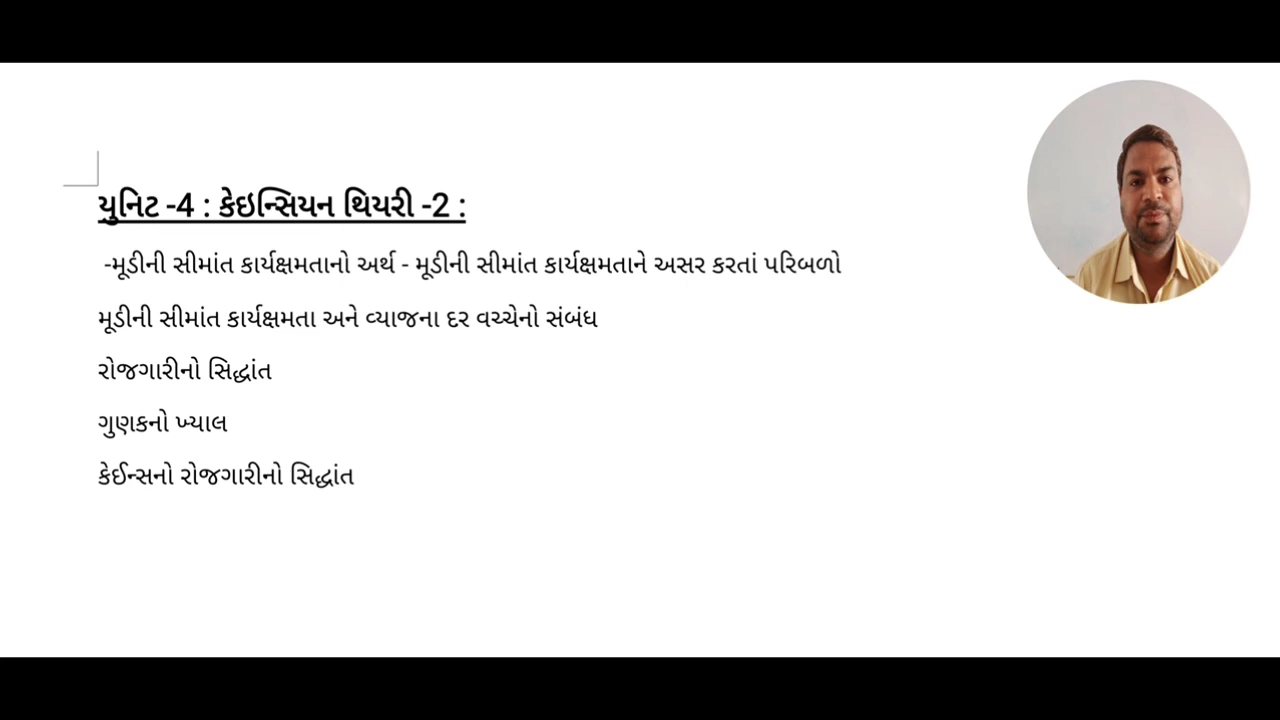 યુનિટ -4 : કેઇન્સિયન થિયરી -2 :
-મૂડીની સીમાંત કાર્યક્ષમતાનો અર્થ - મૂડીની સીમાંત કાર્યક્ષમતાને અસર કરતાં પરિબળો
મૂડીની સીમાંત કાર્યક્ષમતા અને વ્યાજના દર વચ્ચેનો સંબંધ
રોજગારીનો સિદ્ધાંત
ગુણકનો ખ્યાલ
કેઈન્સનો રોજગારીનો સિદ્ધાંત